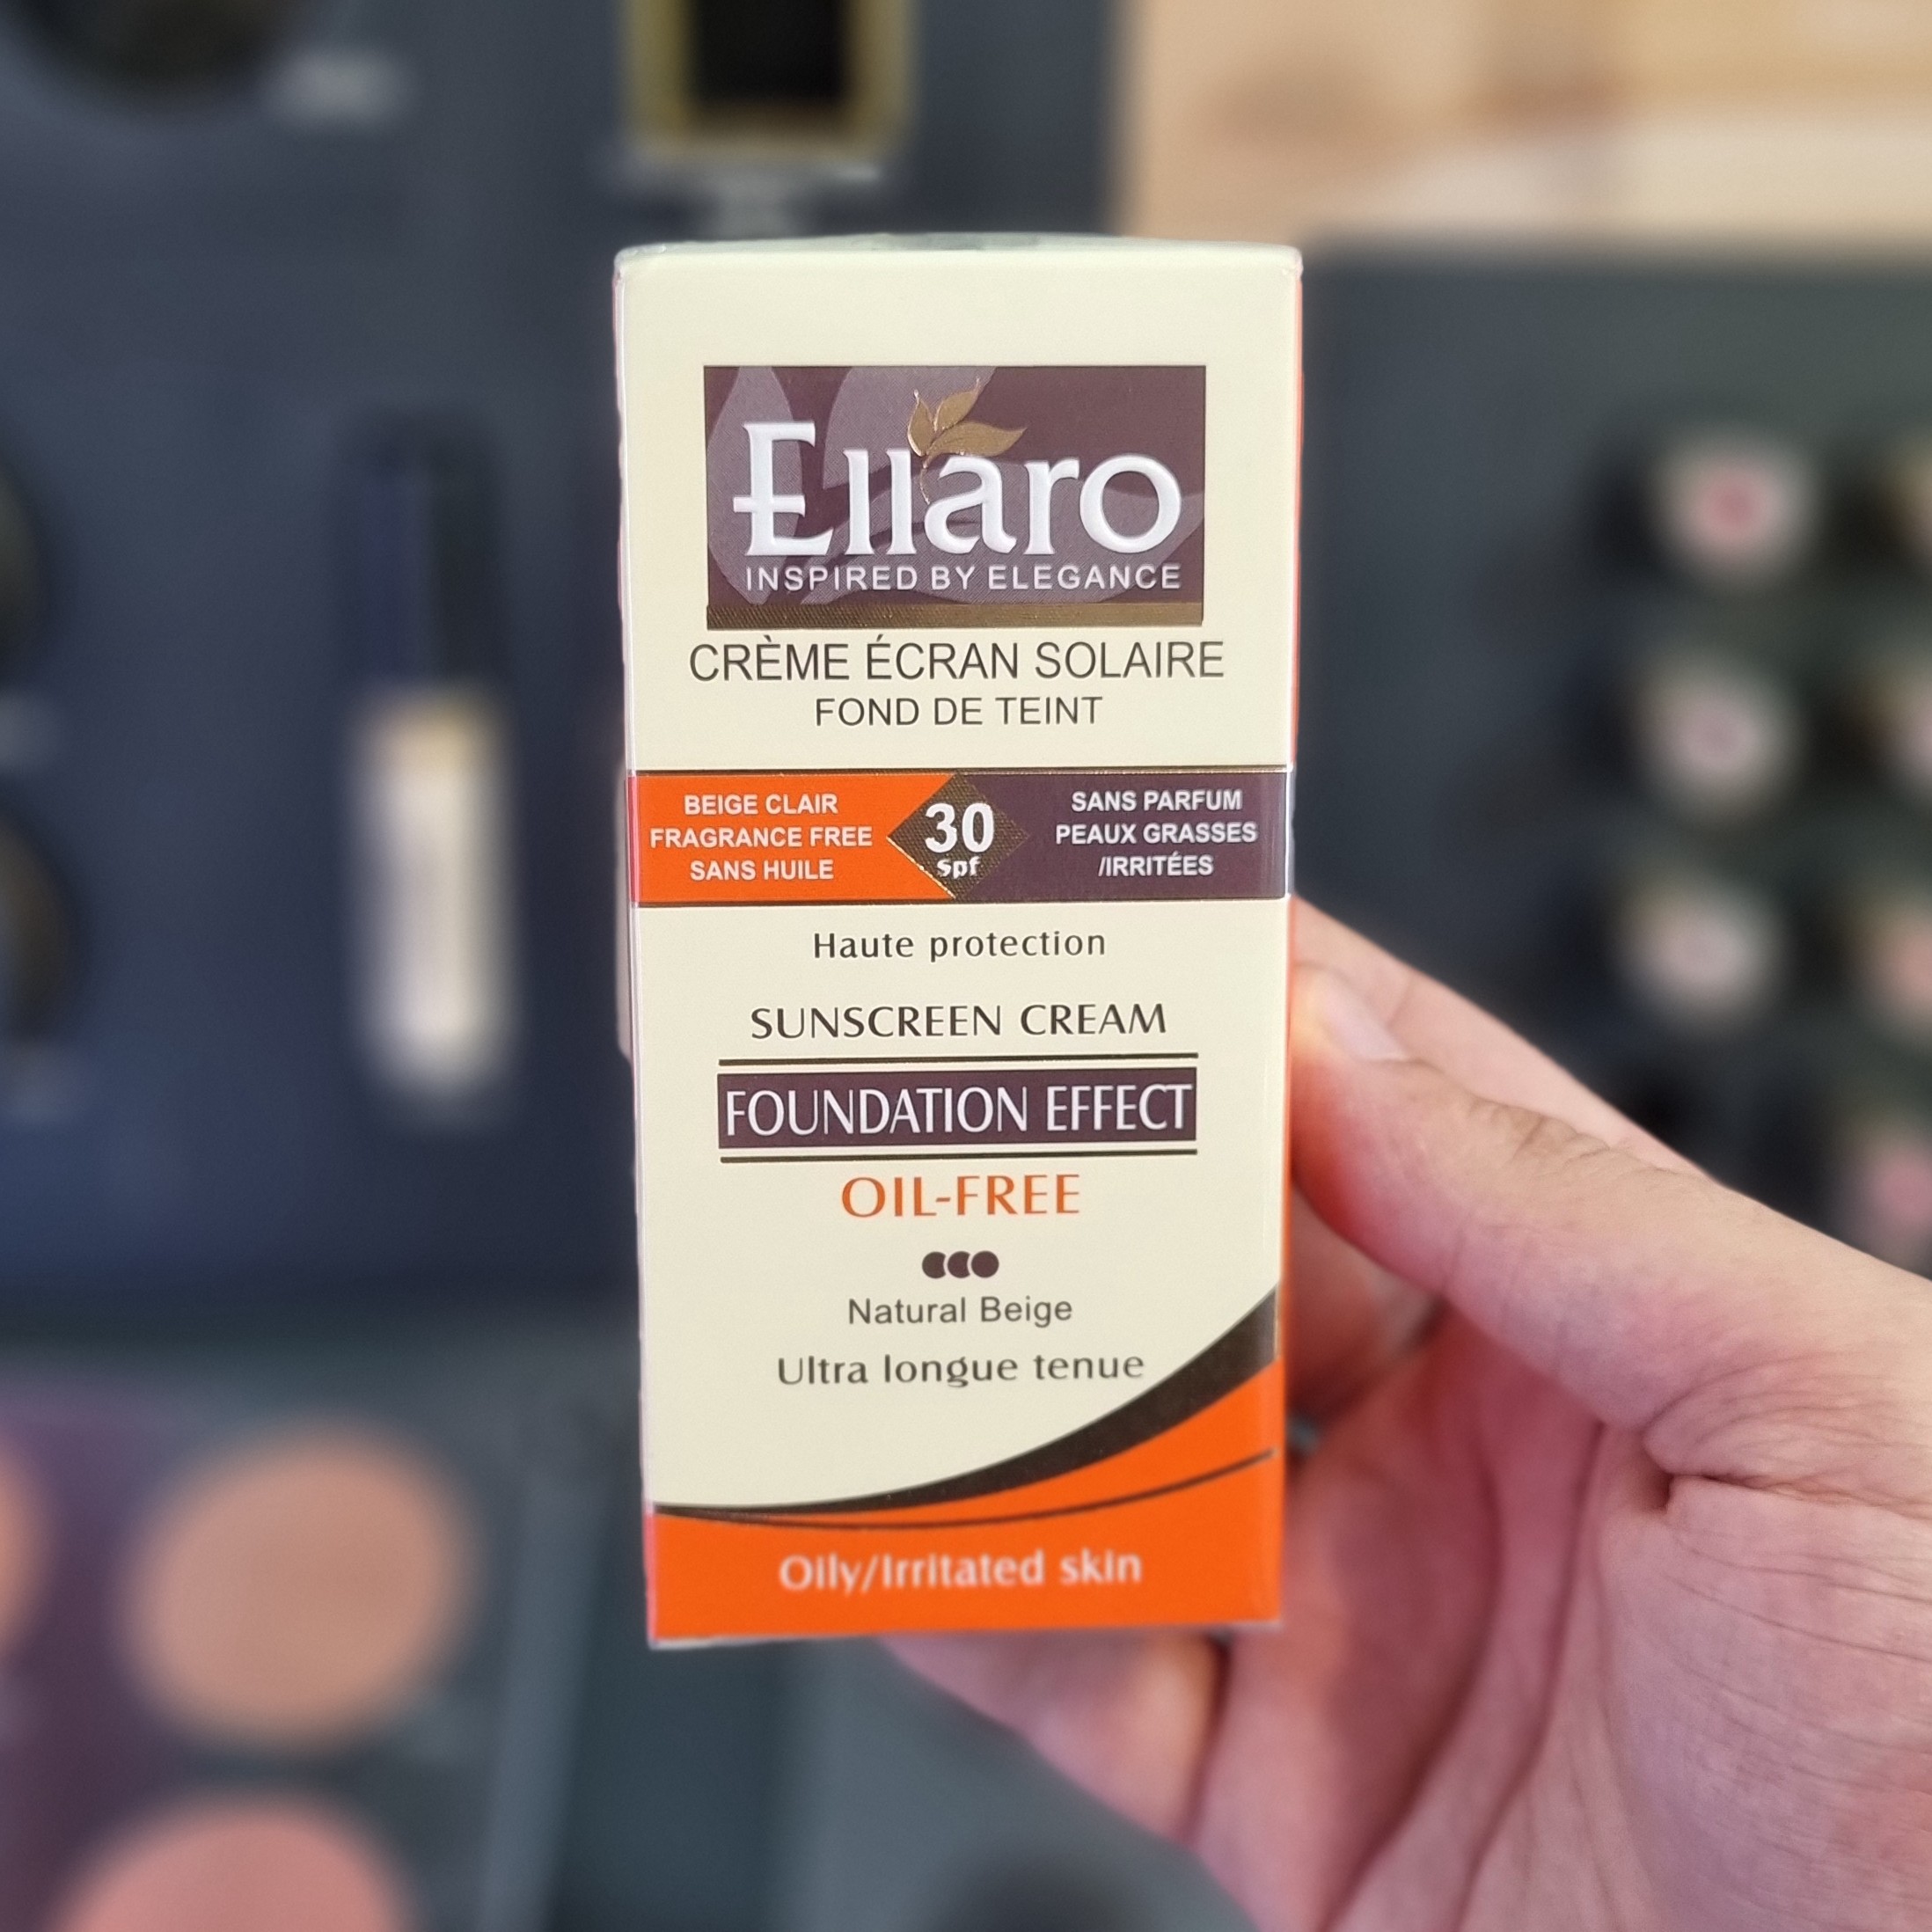 Ellaro
INSPIRED BY ELEGANCE
CRÈME ÉCRAN SOLAIRE
FOND DE TEINT
BEIGE CLAIR
FRAGRANCE FREE
SANS HUILE
30
Spf
SANS PARFUM
PEAUX GRASSES
/IRRITÉES
Haute protection
SUNSCREEN CREAM
FOUNDATION EFFECT
OIL-FREE
Natural Beige
Ultra longue tenue
Oily/Irritated skin